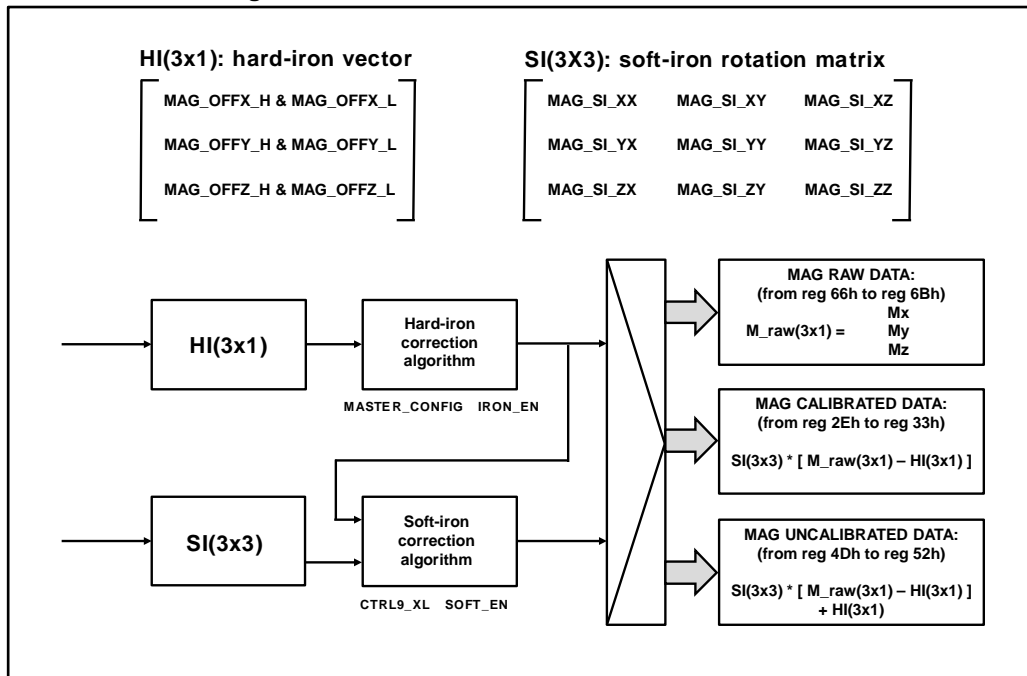 HI(3x1): hard-iron vector
MAG_OFFX_H & MAG_OFFX_L
MAG_OFFY_H & MAG_OFFY_L
MAG_OFFZ_H & MAG_OFFZ_L
SI(3X3): soft-iron rotation matrix
MAG_SI_XX MAG_SI_XY MAG_SI_XZ
MAG_SI_YX MAG_SI_YY MAG_SI_YZ
MAG_SI_ZX MAG_SI_ZY MAG_SI_ZZ
HI(3x1)
Hard-iron
correction
algorithm
MASTER_CONFIG IRON_EN
SI(3x3)
Soft-iron
correction
algorithm
CTRL9_XL SOFT_EN
MAG RAW DATA:
(from reg 66h to reg 6Bh)
Mx
M_raw(3x1) = My
Mz
MAG CALIBRATED DATA:
(from reg 2Eh to reg 33h)
SI(3x3) * [ M_raw(3x1) – HI(3x1) ]
MAG UNCALIBRATED DATA:
(from reg 4Dh to reg 52h)
SI(3x3) * [ M_raw(3x1) – HI(3x1) ]
+ HI(3x1)